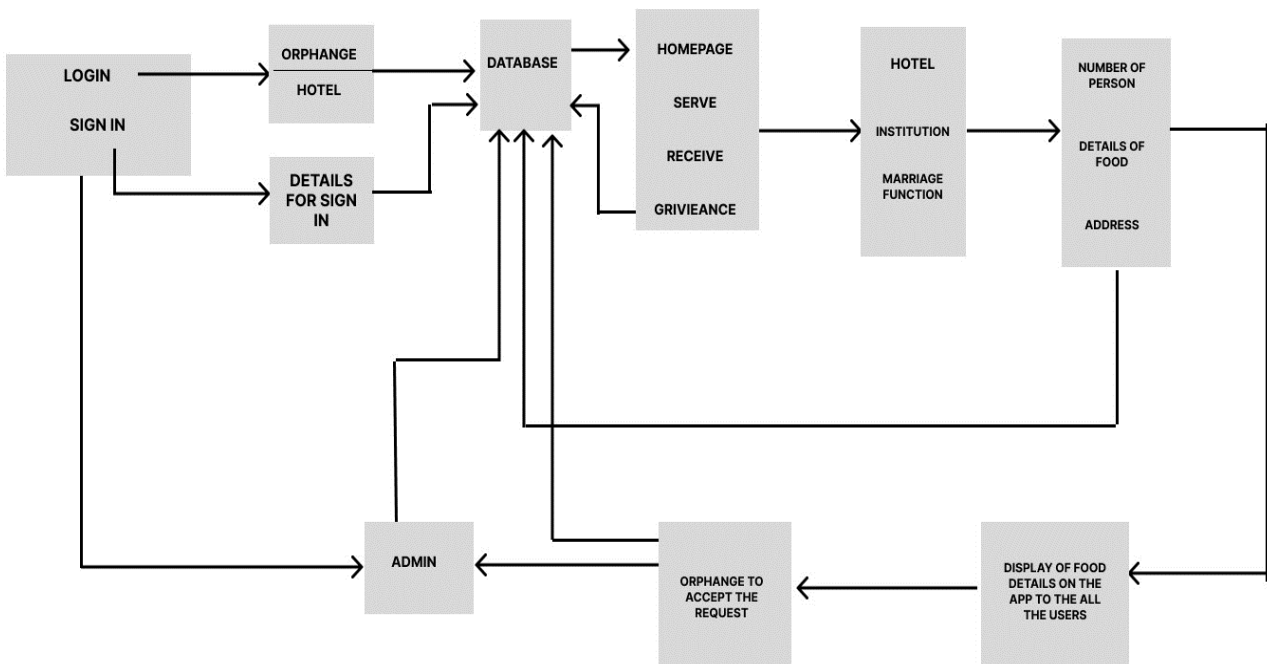 LOGIN
SIGN IN
ORPHANGE
HOTEL
DETAILS
FOR SIGN
IN
DATABASE
HOMEPAGE
SERVE
RECEIVE
GRIVIEANCE
HOTEL
INSTITUTION
MARRIAGE
FUNCTION
NUMBER OF
PERSON
DETAILS OF
FOOD
ADDRESS
ADMIN
ORPHANGE TO
ACCEPT THE
REQUEST
DISPLAY OF FOOD
DETAILS ON THE
APP TO THE ALL
THE USERS